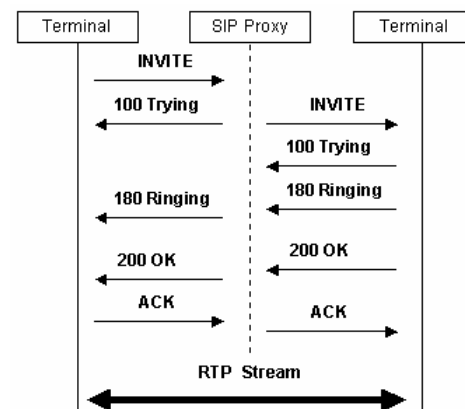 Terminal SIP Proxy Terminal
INVITE
100 Trying INVITE
100 Trying
180 Ringing 180 Ringing
200 OK 200 OK
ACK ACK
RTP Stream